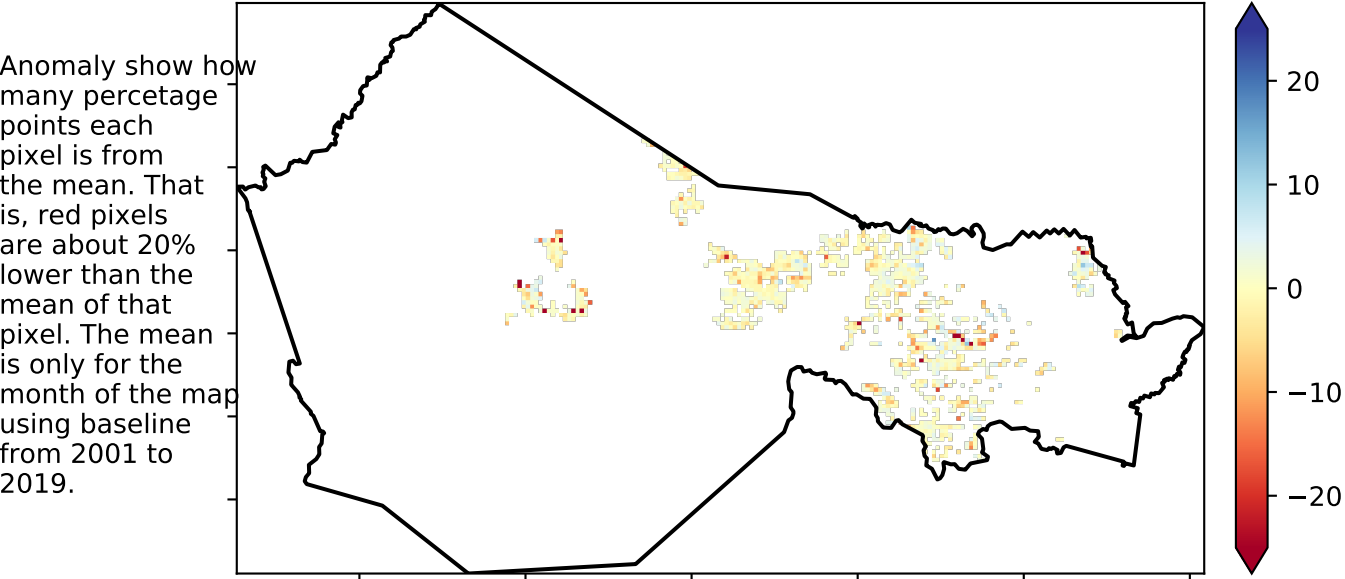 Anomaly show how
many percetage
points each
pixel is from
the mean. That
is, red pixels
are about 20%
lower than the
mean of that
pixel. The mean
is only for the
month of the map
using baseline
from 2001 to
2019.
20
10
0
−10
−20